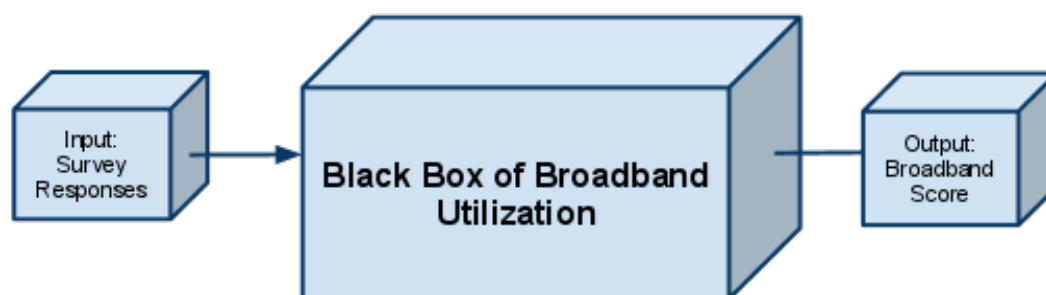 Input:
Survey
Responses
Black Box of Broadband
Utilization
Output:
Broadband
Score